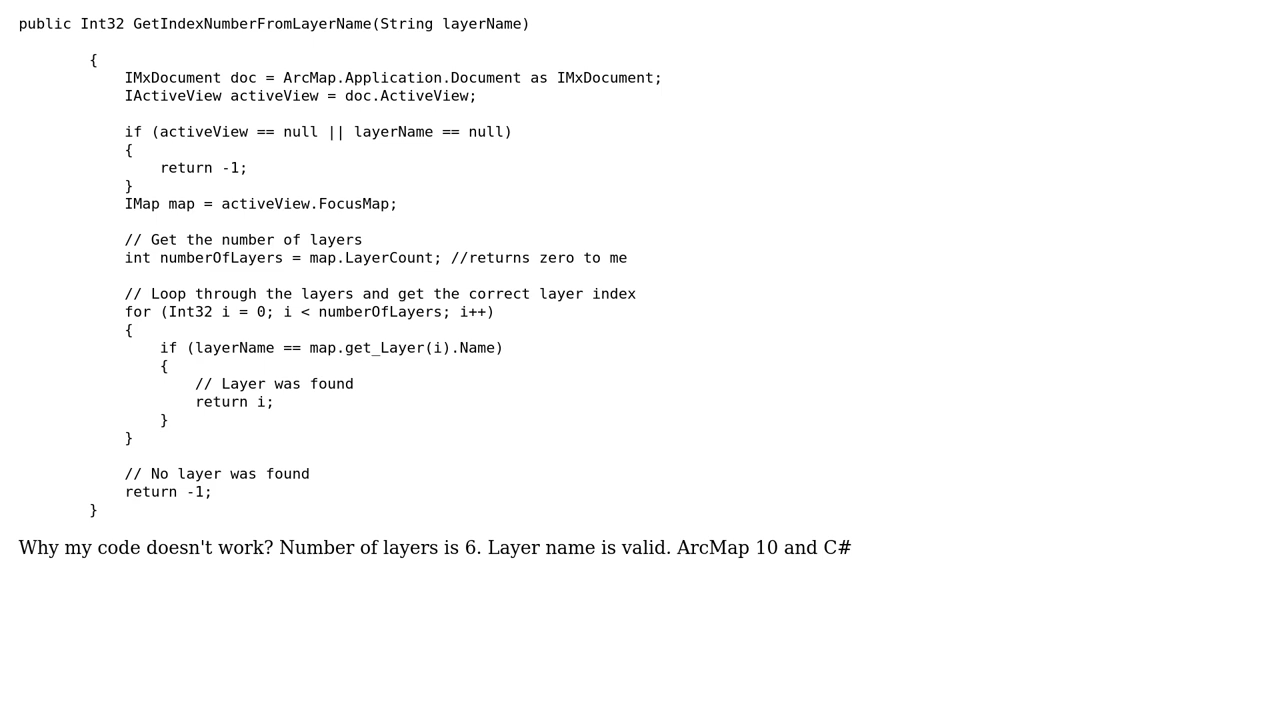 public Int32 GetIndexNumberFromLayerName(String layerName)
{
IMxDocument doc = ArcMap.Application.Document as IMxDocument;
IActiveView activeView = doc.ActiveView;
if (activeView == null || layerName == null)
{
return -1;
}
IMap map = activeView.FocusMap;
// Get the number of layers
int numberOfLayers = map.LayerCount; //returns zero to me
// Loop through the layers and get the correct layer index
for (Int32 i = 0; i < numberOfLayers; i++)
{
if (layerName == map.get_Layer(i).Name)
{
// Layer was found
return i;
}
}
// No layer was found
return -1;
}
Why my code doesn't work? Number of layers is 6. Layer name is valid. ArcMap 10 and C#